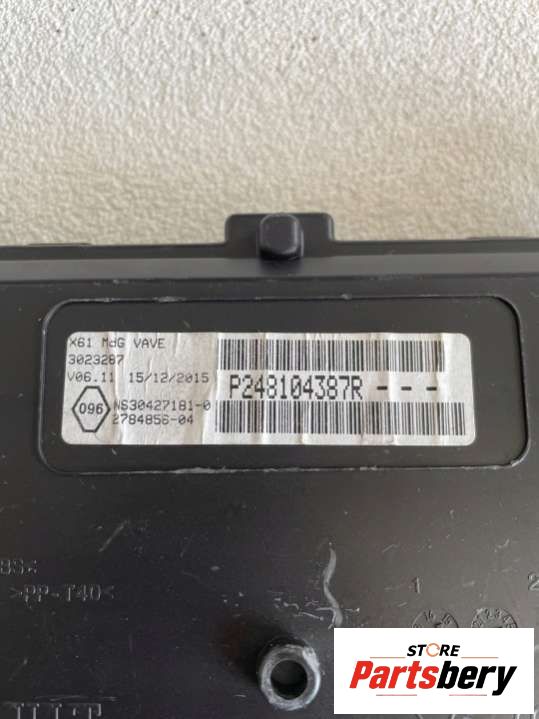 X61 MdG VAVE
3023287
V06.11 15/12/2015
P248104387R---
096
NS30427181-0
2784856-04
>PP-T40<
1
2
STORE
Partsbery